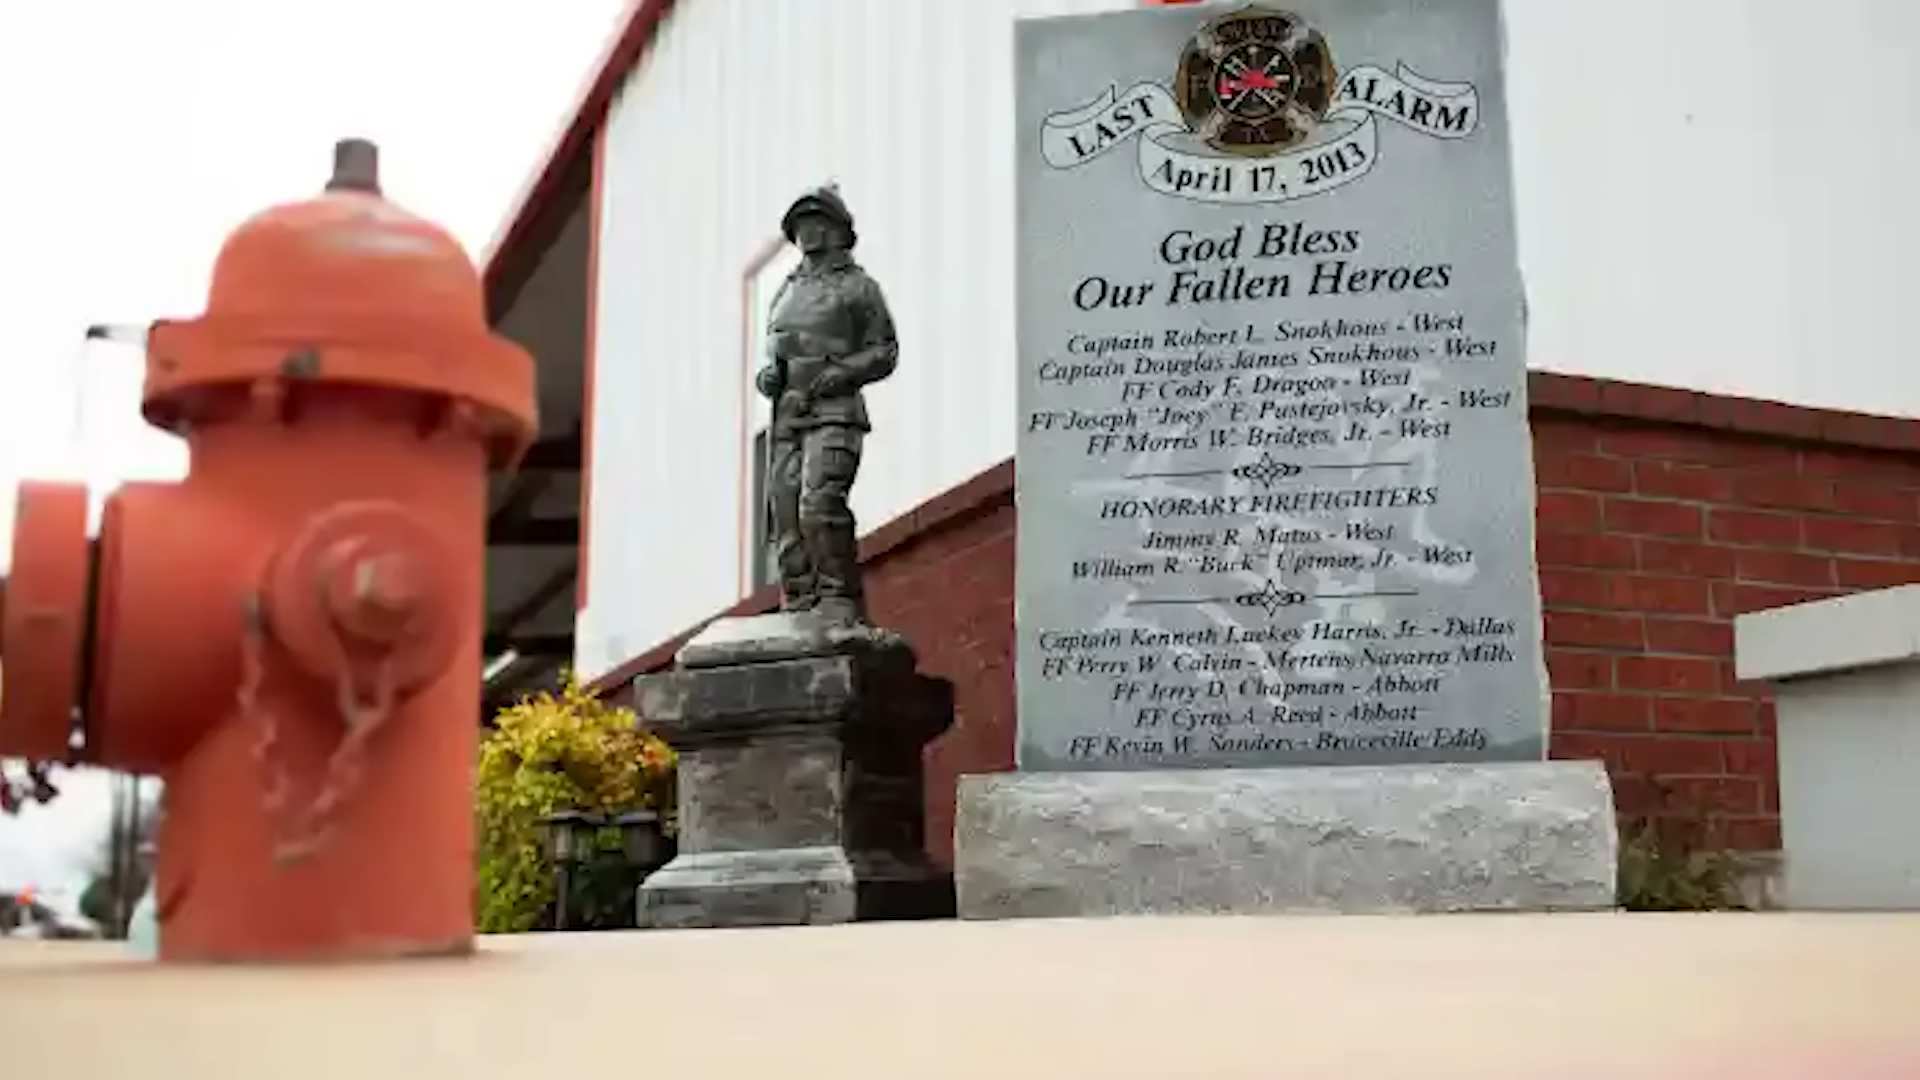 LAST ALARM
April 17, 2013
God Bless
Our Fallen Heroes
Captain Robert L. Snokhous - West
Captain Douglas James Snokhous - West
FF Cody F. Dragoo - West
FF Joseph "Joey" F. Pustejovsky, Jr. - West
FF Morris W. Bridges, Jr. - West
HONORARY FIREFIGHTERS
Jimmy R. Matus - West
William R. "Buck" Uptmor, Jr. - West
Captain Kenneth Luckey Harris, Jr. - Dallas
FF Perry W. Calvin - Mertens/Navarro Mills
FF Jerry D. Chapman - Abbott
FF Cyrus A. Reed - Abbott
FF Kevin W. Sanders - Bruceville Eddy